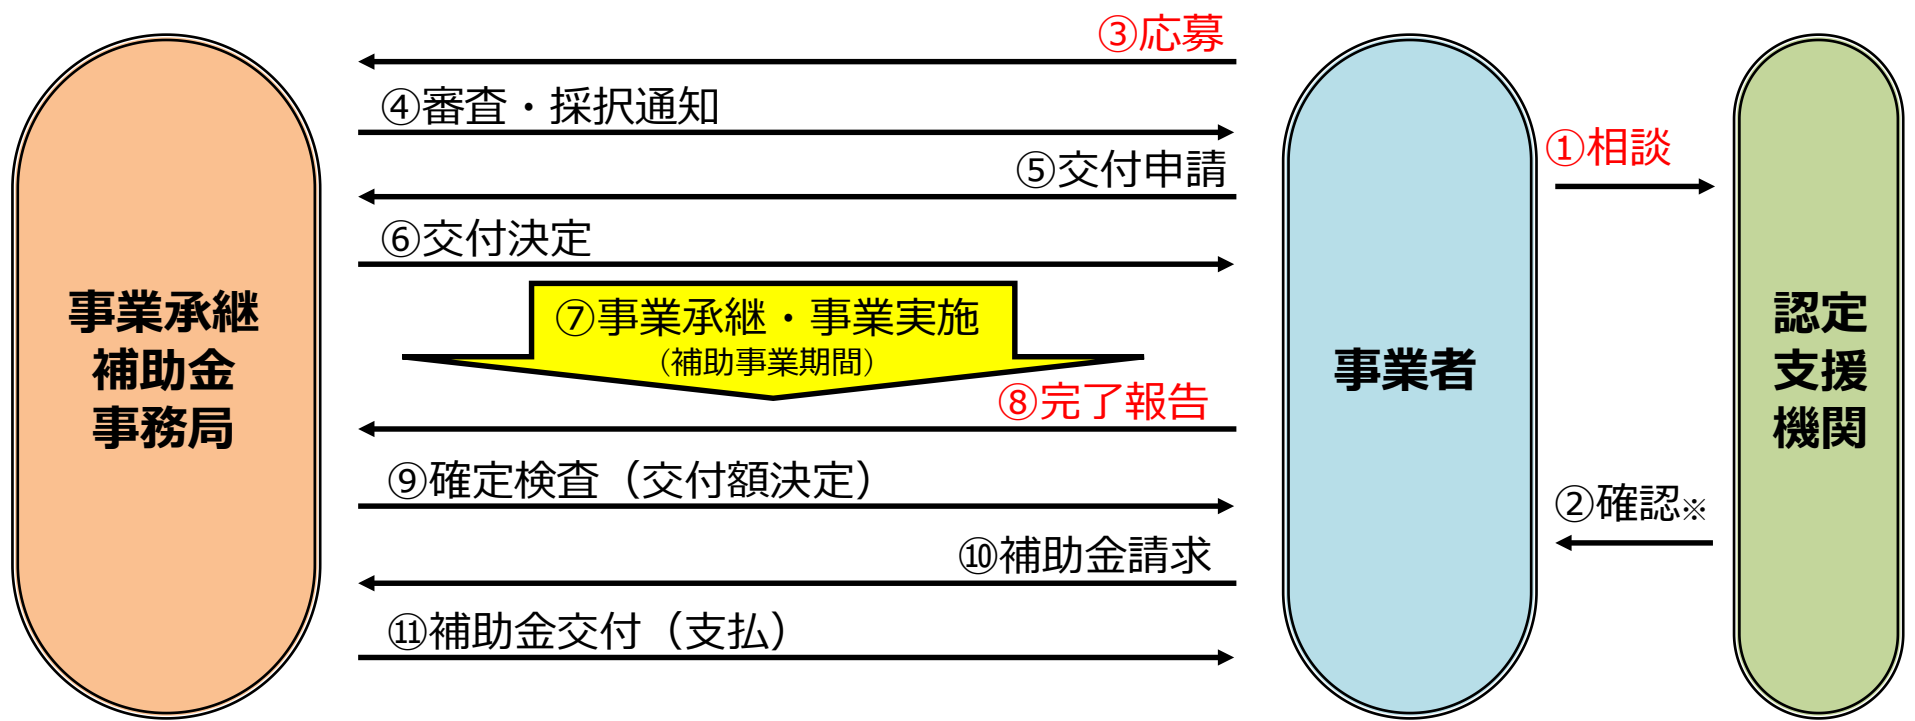 ③応募
④審査・採択通知
①相談
⑤交付申請
⑥交付決定
事業承継
補助金
事務局
⑦事業承継・事業実施
（補助事業期間）
事業者
認定
支援
機関
⑧完了報告
⑨確定検査（交付額決定）
②確認※
⑩補助金請求
⑪補助金交付（支払）